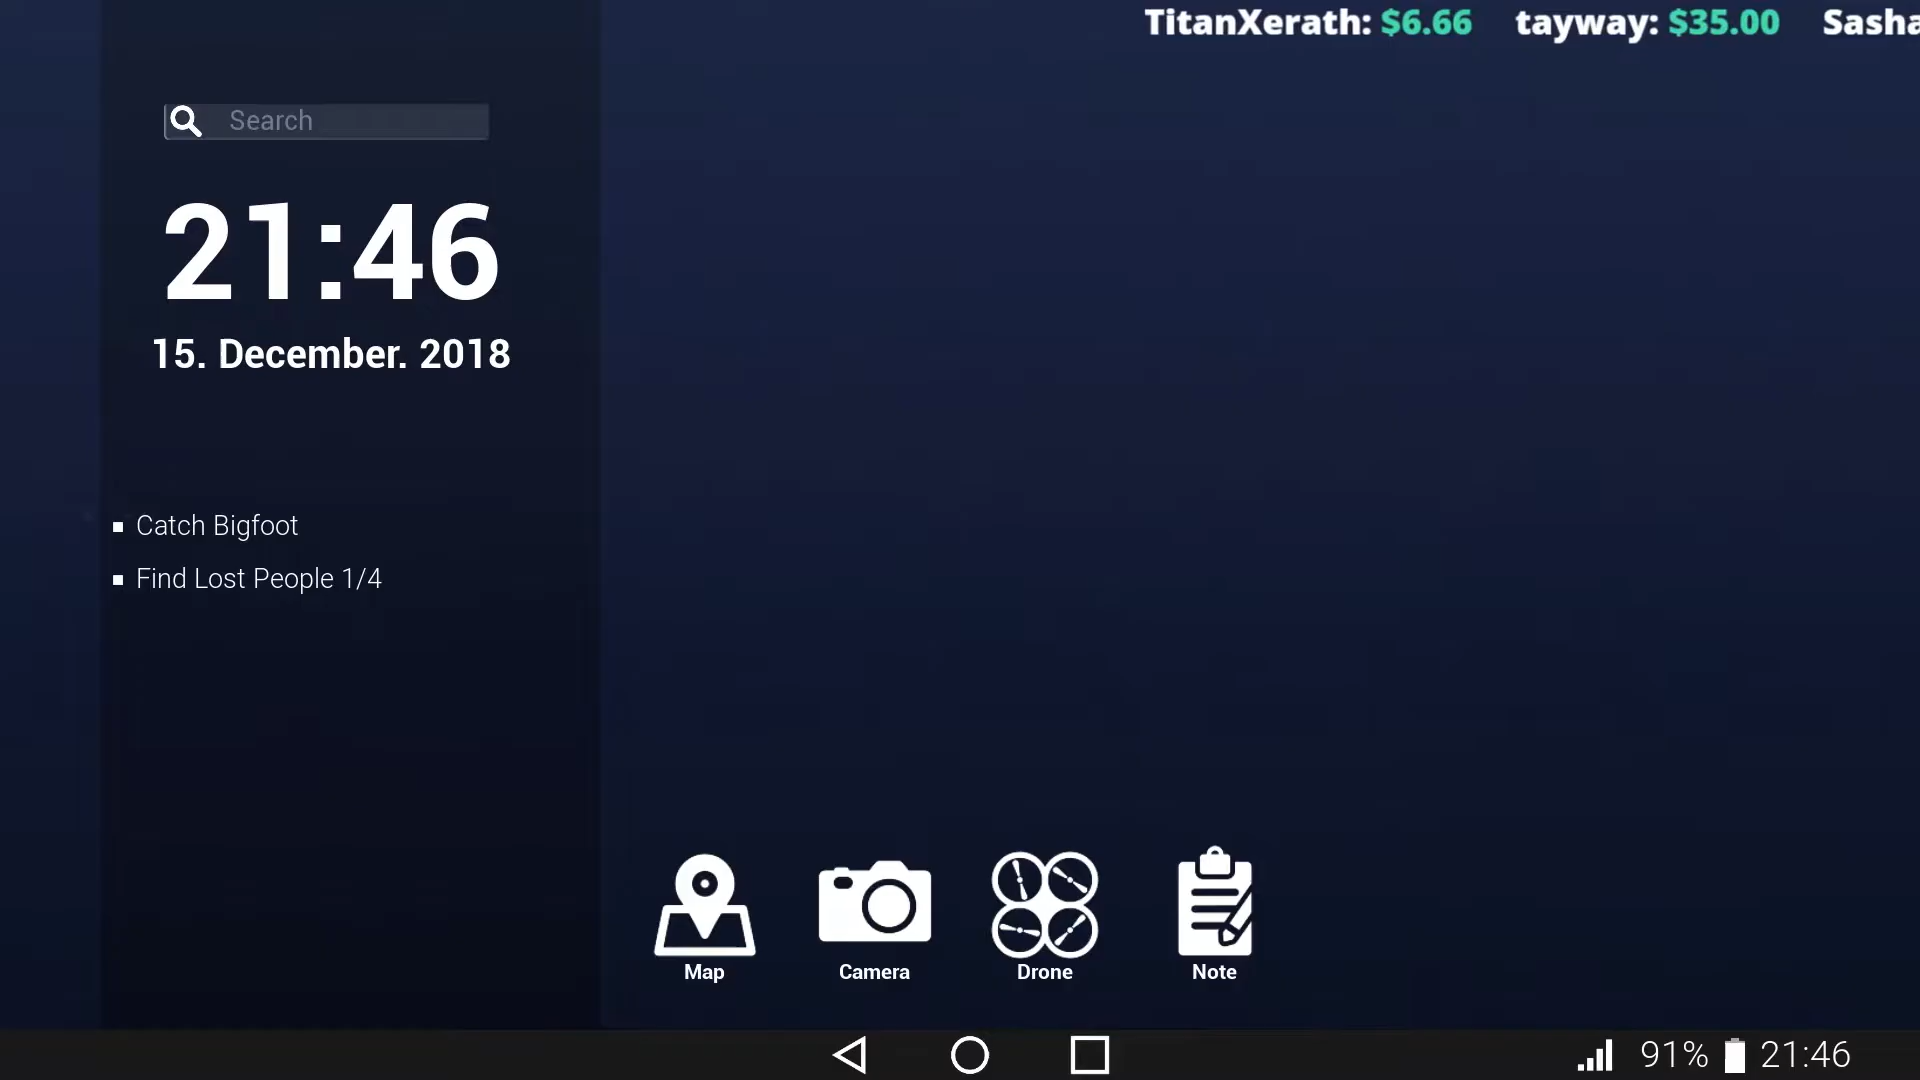 TitanXerath: $6.66 tayway: $35.00 Sasha
Search
21:46
15. December. 2018
Catch Bigfoot
Find Lost People 1/4
Map Camera Drone Note
91% 21:46